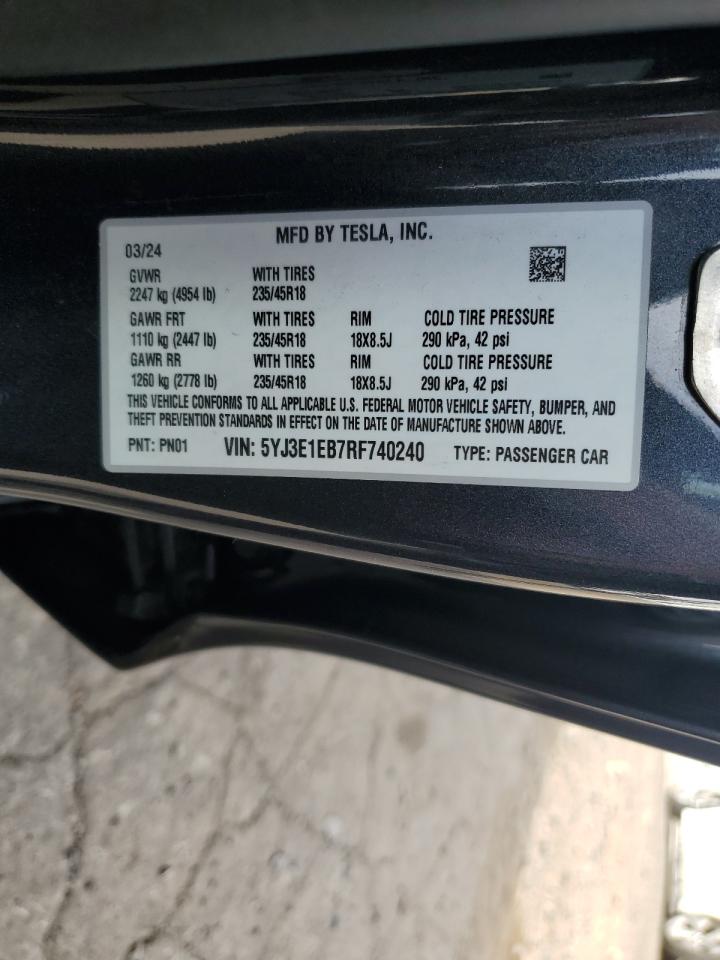 MFD BY TESLA, INC.
03/24
GVWR WITH TIRES
2247 kg (4954 lb) 235/45R18
GAWR FRT WITH TIRES RIM COLD TIRE PRESSURE
1110 kg (2447 lb) 235/45R18 18X8.5J 290 kPa, 42 psi
GAWR RR WITH TIRES RIM COLD TIRE PRESSURE
1260 kg (2778 lb) 235/45R18 18X8.5J 290 kPa, 42 psi
THIS VEHICLE CONFORMS TO ALL APPLICABLE U.S. FEDERAL MOTOR VEHICLE SAFETY, BUMPER, AND
THEFT PREVENTION STANDARDS IN EFFECT ON THE DATE OF MANUFACTURE SHOWN ABOVE.
PNT: PN01 VIN: 5YJ3E1EB7RF740240 TYPE: PASSENGER CAR